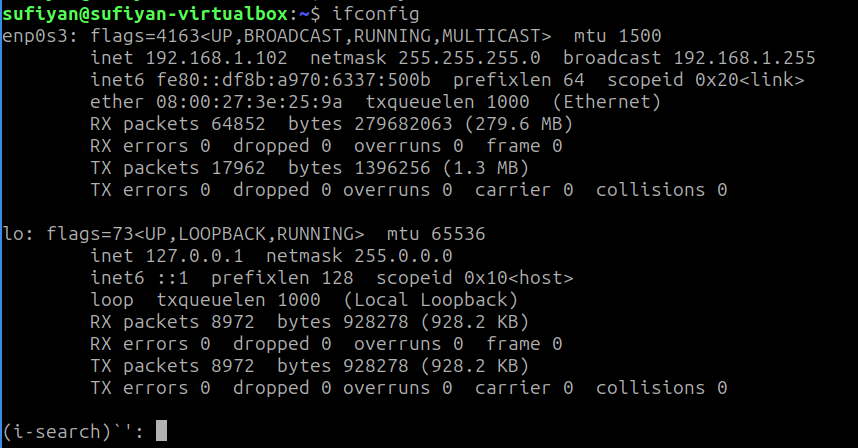 sufiyan@sufiyan-virtualbox:~$ ifconfig
enp0s3: flags=4163<UP,BROADCAST,RUNNING,MULTICAST>  mtu 1500
        inet 192.168.1.102  netmask 255.255.255.0  broadcast 192.168.1.255
        inet6 fe80::df8b:a970:6337:500b  prefixlen 64  scopeid 0x20<link>
        ether 08:00:27:3e:25:9a  txqueuelen 1000  (Ethernet)
        RX packets 64852  bytes 279682063 (279.6 MB)
        RX errors 0  dropped 0  overruns 0  frame 0
        TX packets 17962  bytes 1396256 (1.3 MB)
        TX errors 0  dropped 0 overruns 0  carrier 0  collisions 0

lo: flags=73<UP,LOOPBACK,RUNNING>  mtu 65536
        inet 127.0.0.1  netmask 255.0.0.0
        inet6 ::1  prefixlen 128  scopeid 0x10<host>
        loop  txqueuelen 1000  (Local Loopback)
        RX packets 8972  bytes 928278 (928.2 KB)
        RX errors 0  dropped 0  overruns 0  frame 0
        TX packets 8972  bytes 928278 (928.2 KB)
        TX errors 0  dropped 0 overruns 0  carrier 0  collisions 0

(i-search)`':